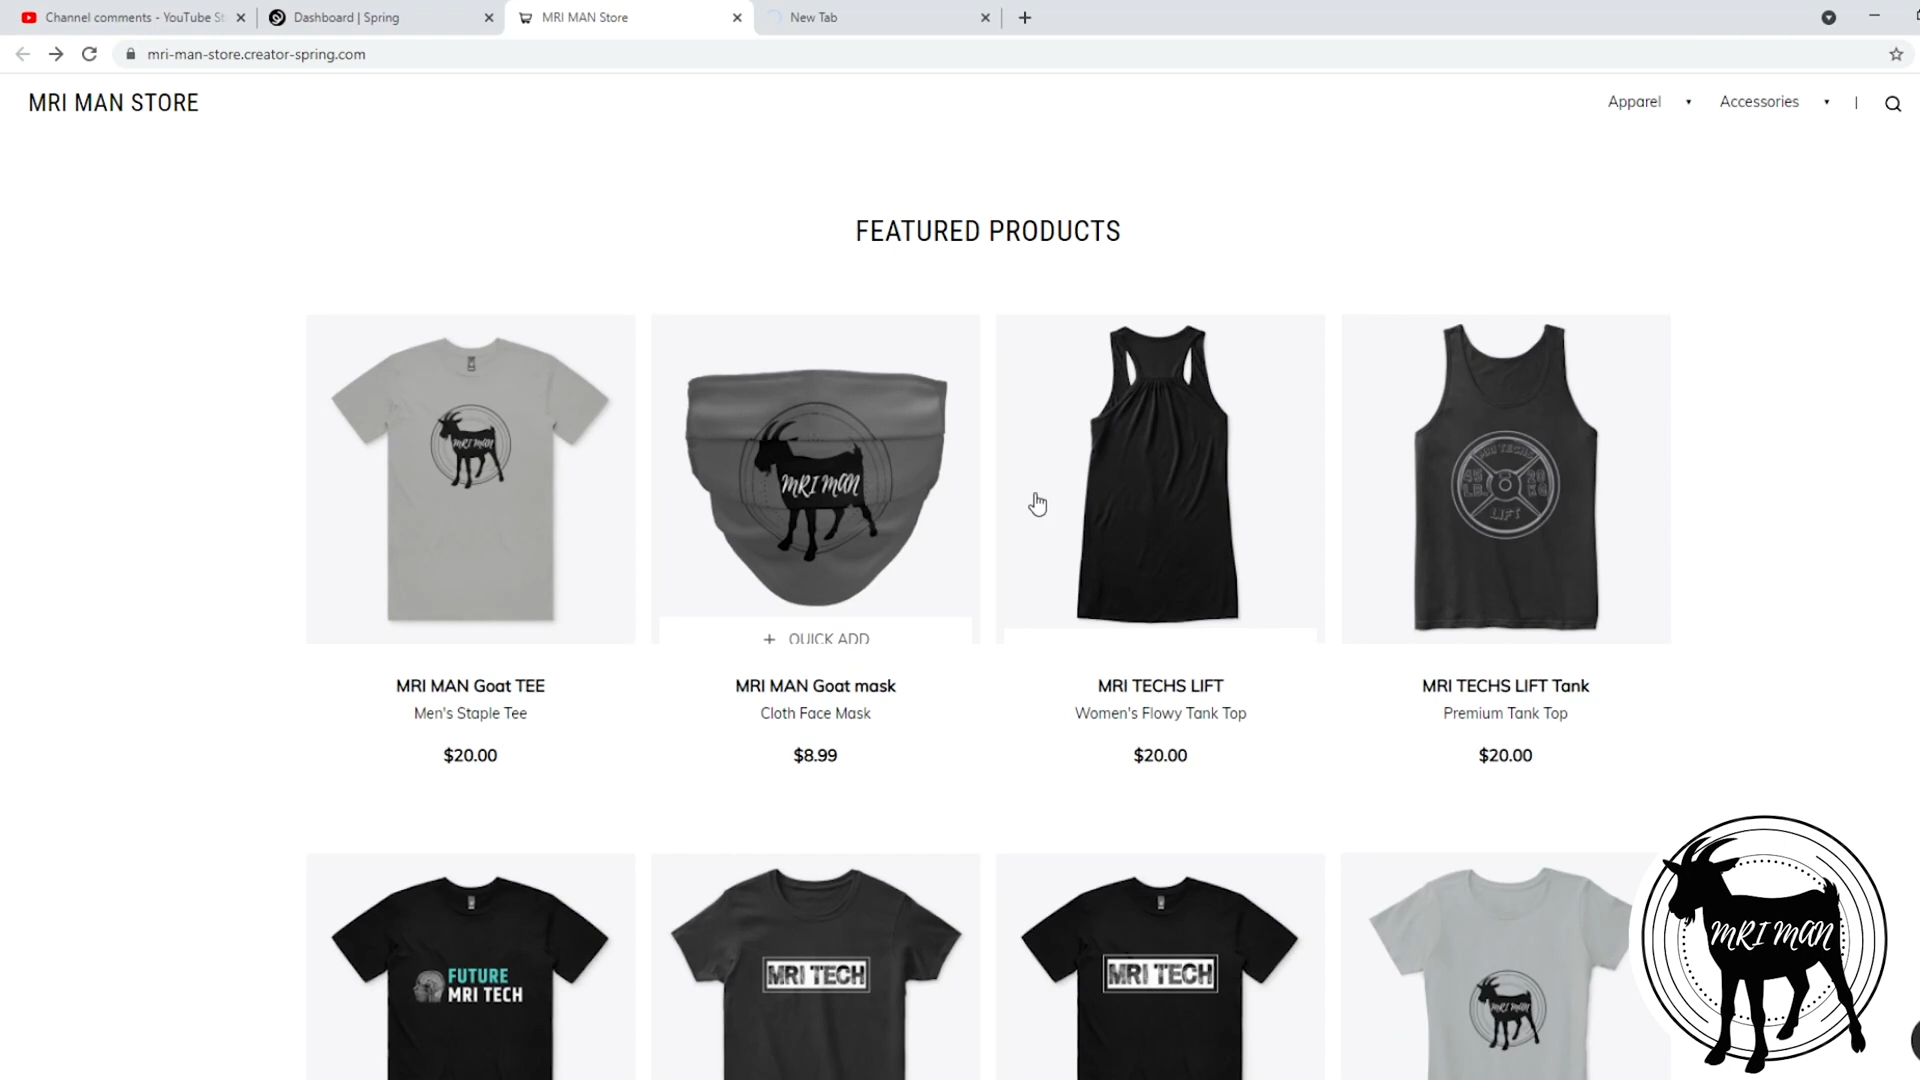 Channel comments - YouTube St
Dashboard | Spring
MRI MAN Store
New Tab
mri-man-store.creator-spring.com
MRI MAN STORE
Apparel
Accessories
FEATURED PRODUCTS
MRI MAN
MRI MAN
MRI TECHS
45 LB.
20 KG
LIFT
+ QUICK ADD
MRI MAN Goat TEE
Men's Staple Tee
$20.00
MRI MAN Goat mask
Cloth Face Mask
$8.99
MRI TECHS LIFT
Women's Flowy Tank Top
$20.00
MRI TECHS LIFT Tank
Premium Tank Top
$20.00
FUTURE
MRI TECH
MRI TECH
MRI TECH
MRI MAN
MRI MAN